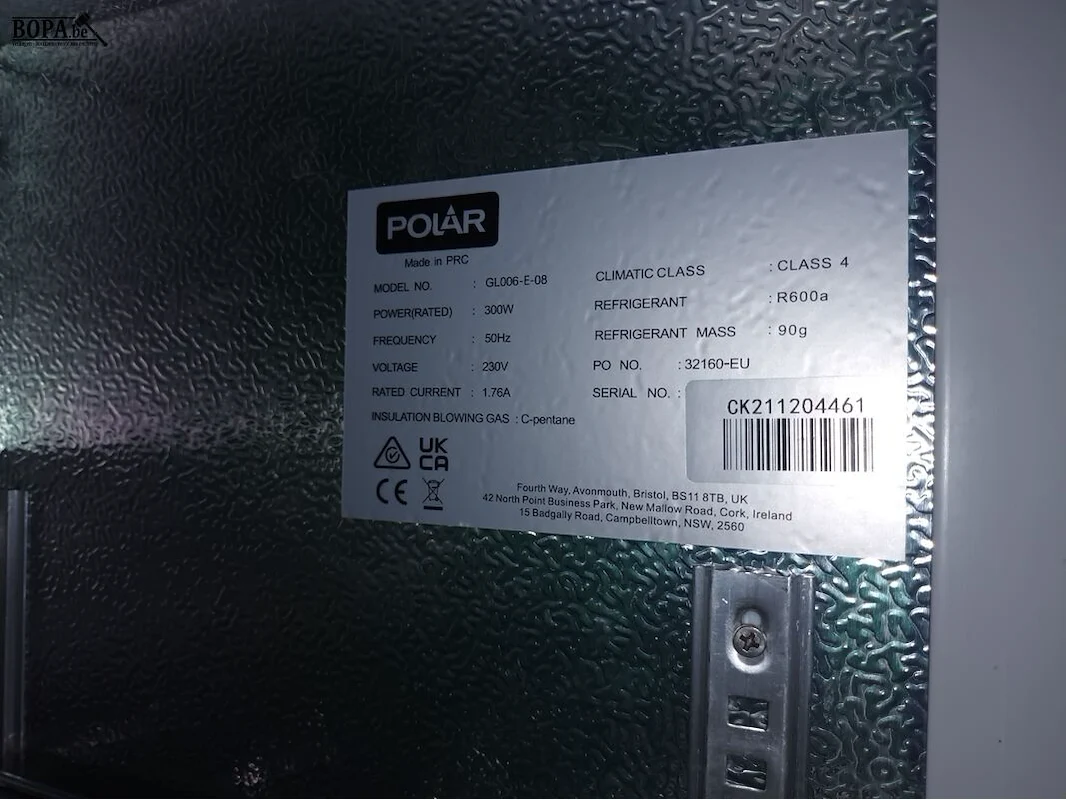 BOPA.be
POLAR
Made in PRC
MODEL NO. : GL006-E-08
POWER(RATED) : 300W
FREQUENCY : 50Hz
VOLTAGE : 230V
RATED CURRENT : 1.76A
INSULATION BLOWING GAS : C-pentane
CLIMATIC CLASS : CLASS 4
REFRIGERANT : R600a
REFRIGERANT MASS : 90g
PO NO. : 32160-EU
SERIAL NO. :
CK211204461
UK
CA
CE
Fourth Way, Avonmouth, Bristol, BS11 8TB, UK
42 North Point Business Park, New Mallow Road, Cork, Ireland
15 Badgally Road, Campbelltown, NSW, 2560